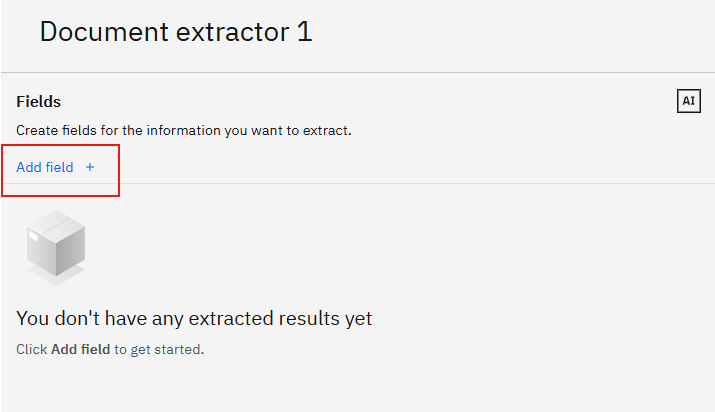 Document extractor 1
Fields
AI
Create fields for the information you want to extract.
Add field +
You don't have any extracted results yet
Click Add field to get started.